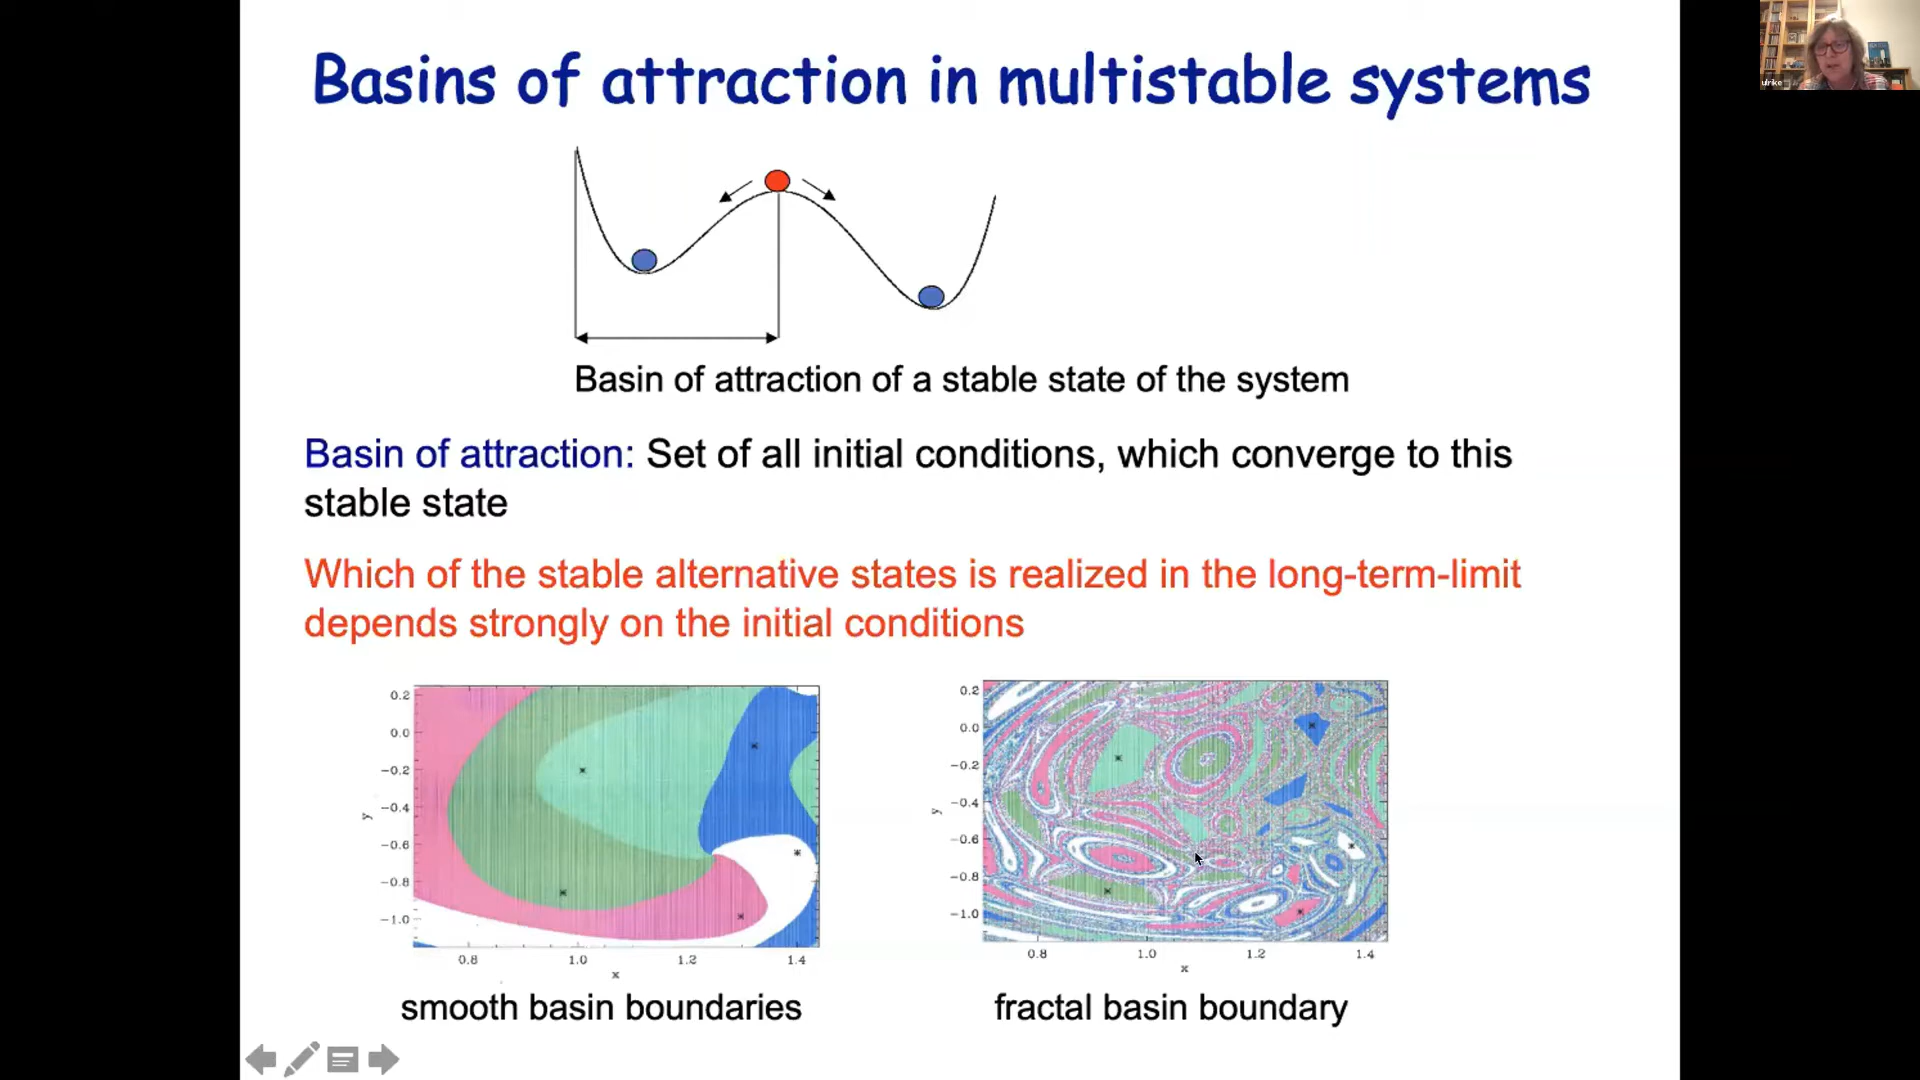 Basins of attraction in multistable systems
ulrike
Basin of attraction of a stable state of the system
Basin of attraction: Set of all initial conditions, which converge to this
stable state
Which of the stable alternative states is realized in the long-term-limit
depends strongly on the initial conditions
0.2
0.0
−0.2
−0.4
−0.6
−0.8
−1.0
y
0.8 1.0 1.2 1.4
x
0.2
0.0
−0.2
−0.4
−0.6
−0.8
−1.0
y
0.8 1.0 1.2 1.4
x
smooth basin boundaries
fractal basin boundary